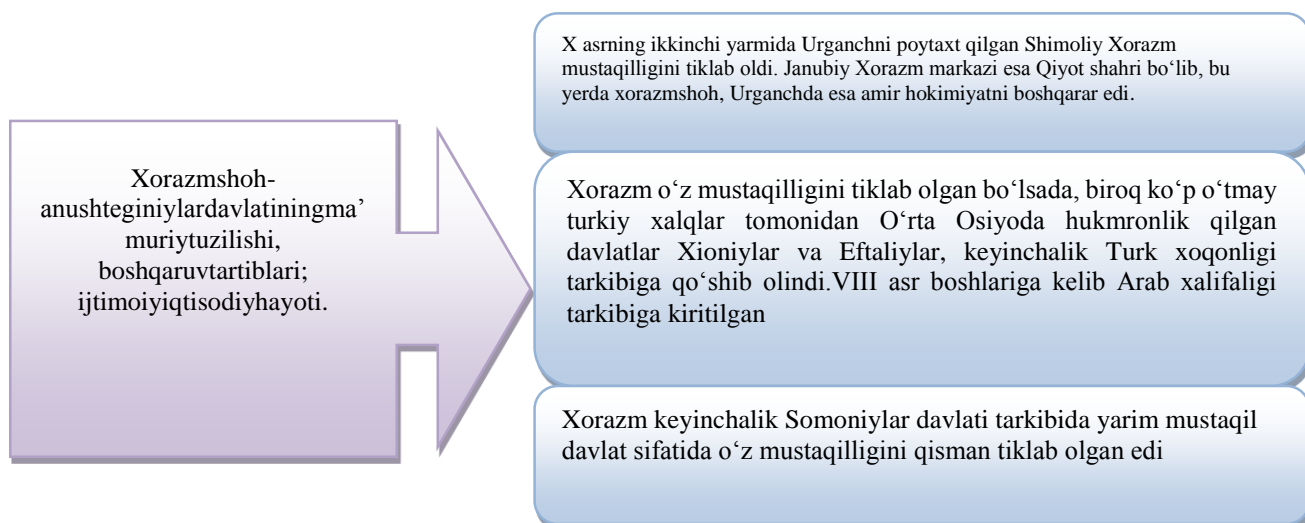 Xorazmshoh-
anushteginiylardavlatiningma’
muriytuzilishi,
boshqaruvtartiblari;
ijtimoiyiqtisodiyhayoti.
X asrning ikkinchi yarmida Urganchni poytaxt qilgan Shimoliy Xorazm
mustaqilligini tiklab oldi. Janubiy Xorazm markazi esa Qiyot shahri bo‘lib, bu
yerda xorazmshoh, Urganchda esa amir hokimiyatni boshqarar edi.
Xorazm o‘z mustaqilligini tiklab olgan bo‘lsada, biroq ko‘p o‘tmay
turkiy xalqlar tomonidan O‘rta Osiyoda hukmronlik qilgan
davlatlar Xioniylar va Eftaliylar, keyinchalik Turk xoqonligi
tarkibiga qo‘shib olindi.VIII asr boshlariga kelib Arab xalifaligi
tarkibiga kiritilgan
Xorazm keyinchalik Somoniylar davlati tarkibida yarim mustaqil
davlat sifatida o‘z mustaqilligini qisman tiklab olgan edi